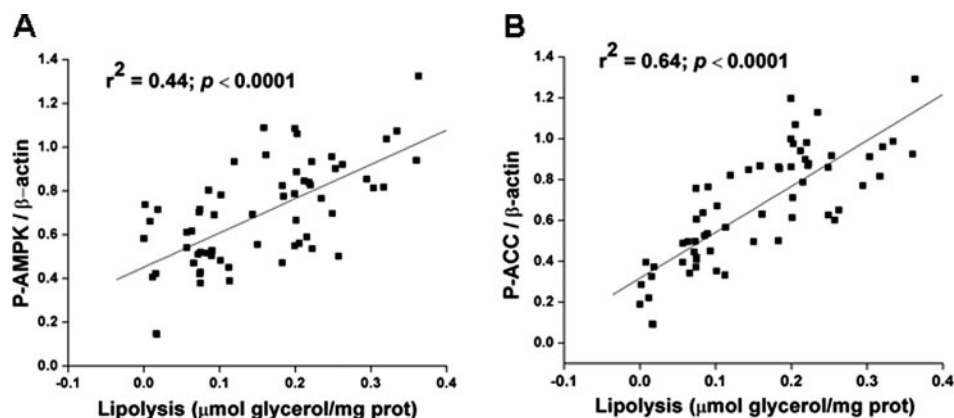 A
r² = 0.44; p < 0.0001
P-AMPK / β-actin
1.4
1.2
1.0
0.8
0.6
0.4
0.2
0.0
-0.1 0.0 0.1 0.2 0.3 0.4
Lipolysis (μmol glycerol/mg prot)
B
r² = 0.64; p < 0.0001
P-ACC / β-actin
1.4
1.2
1.0
0.8
0.6
0.4
0.2
0.0
-0.1 0.0 0.1 0.2 0.3 0.4
Lipolysis (μmol glycerol/mg prot)